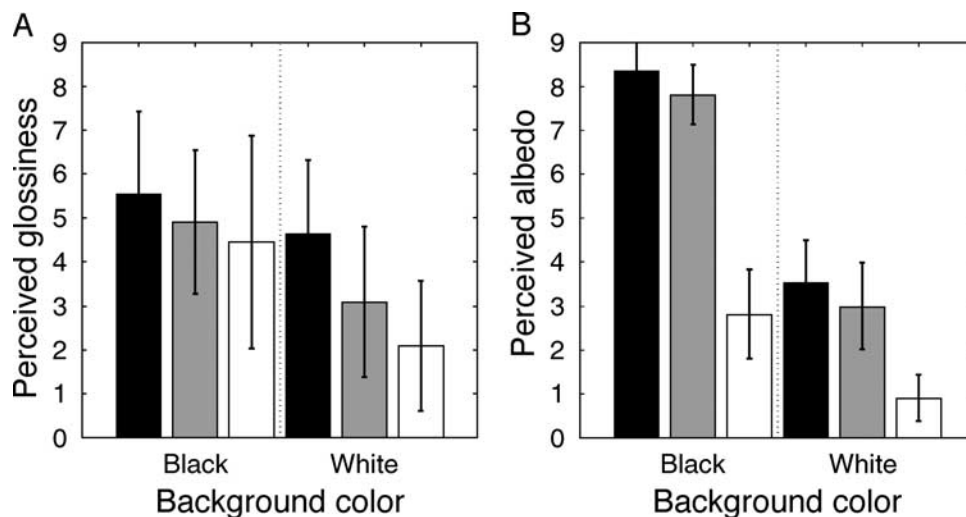 A
Perceived glossiness
9
8
7
6
5
4
3
2
1
0
Black White
Background color
B
Perceived albedo
9
8
7
6
5
4
3
2
1
0
Black White
Background color